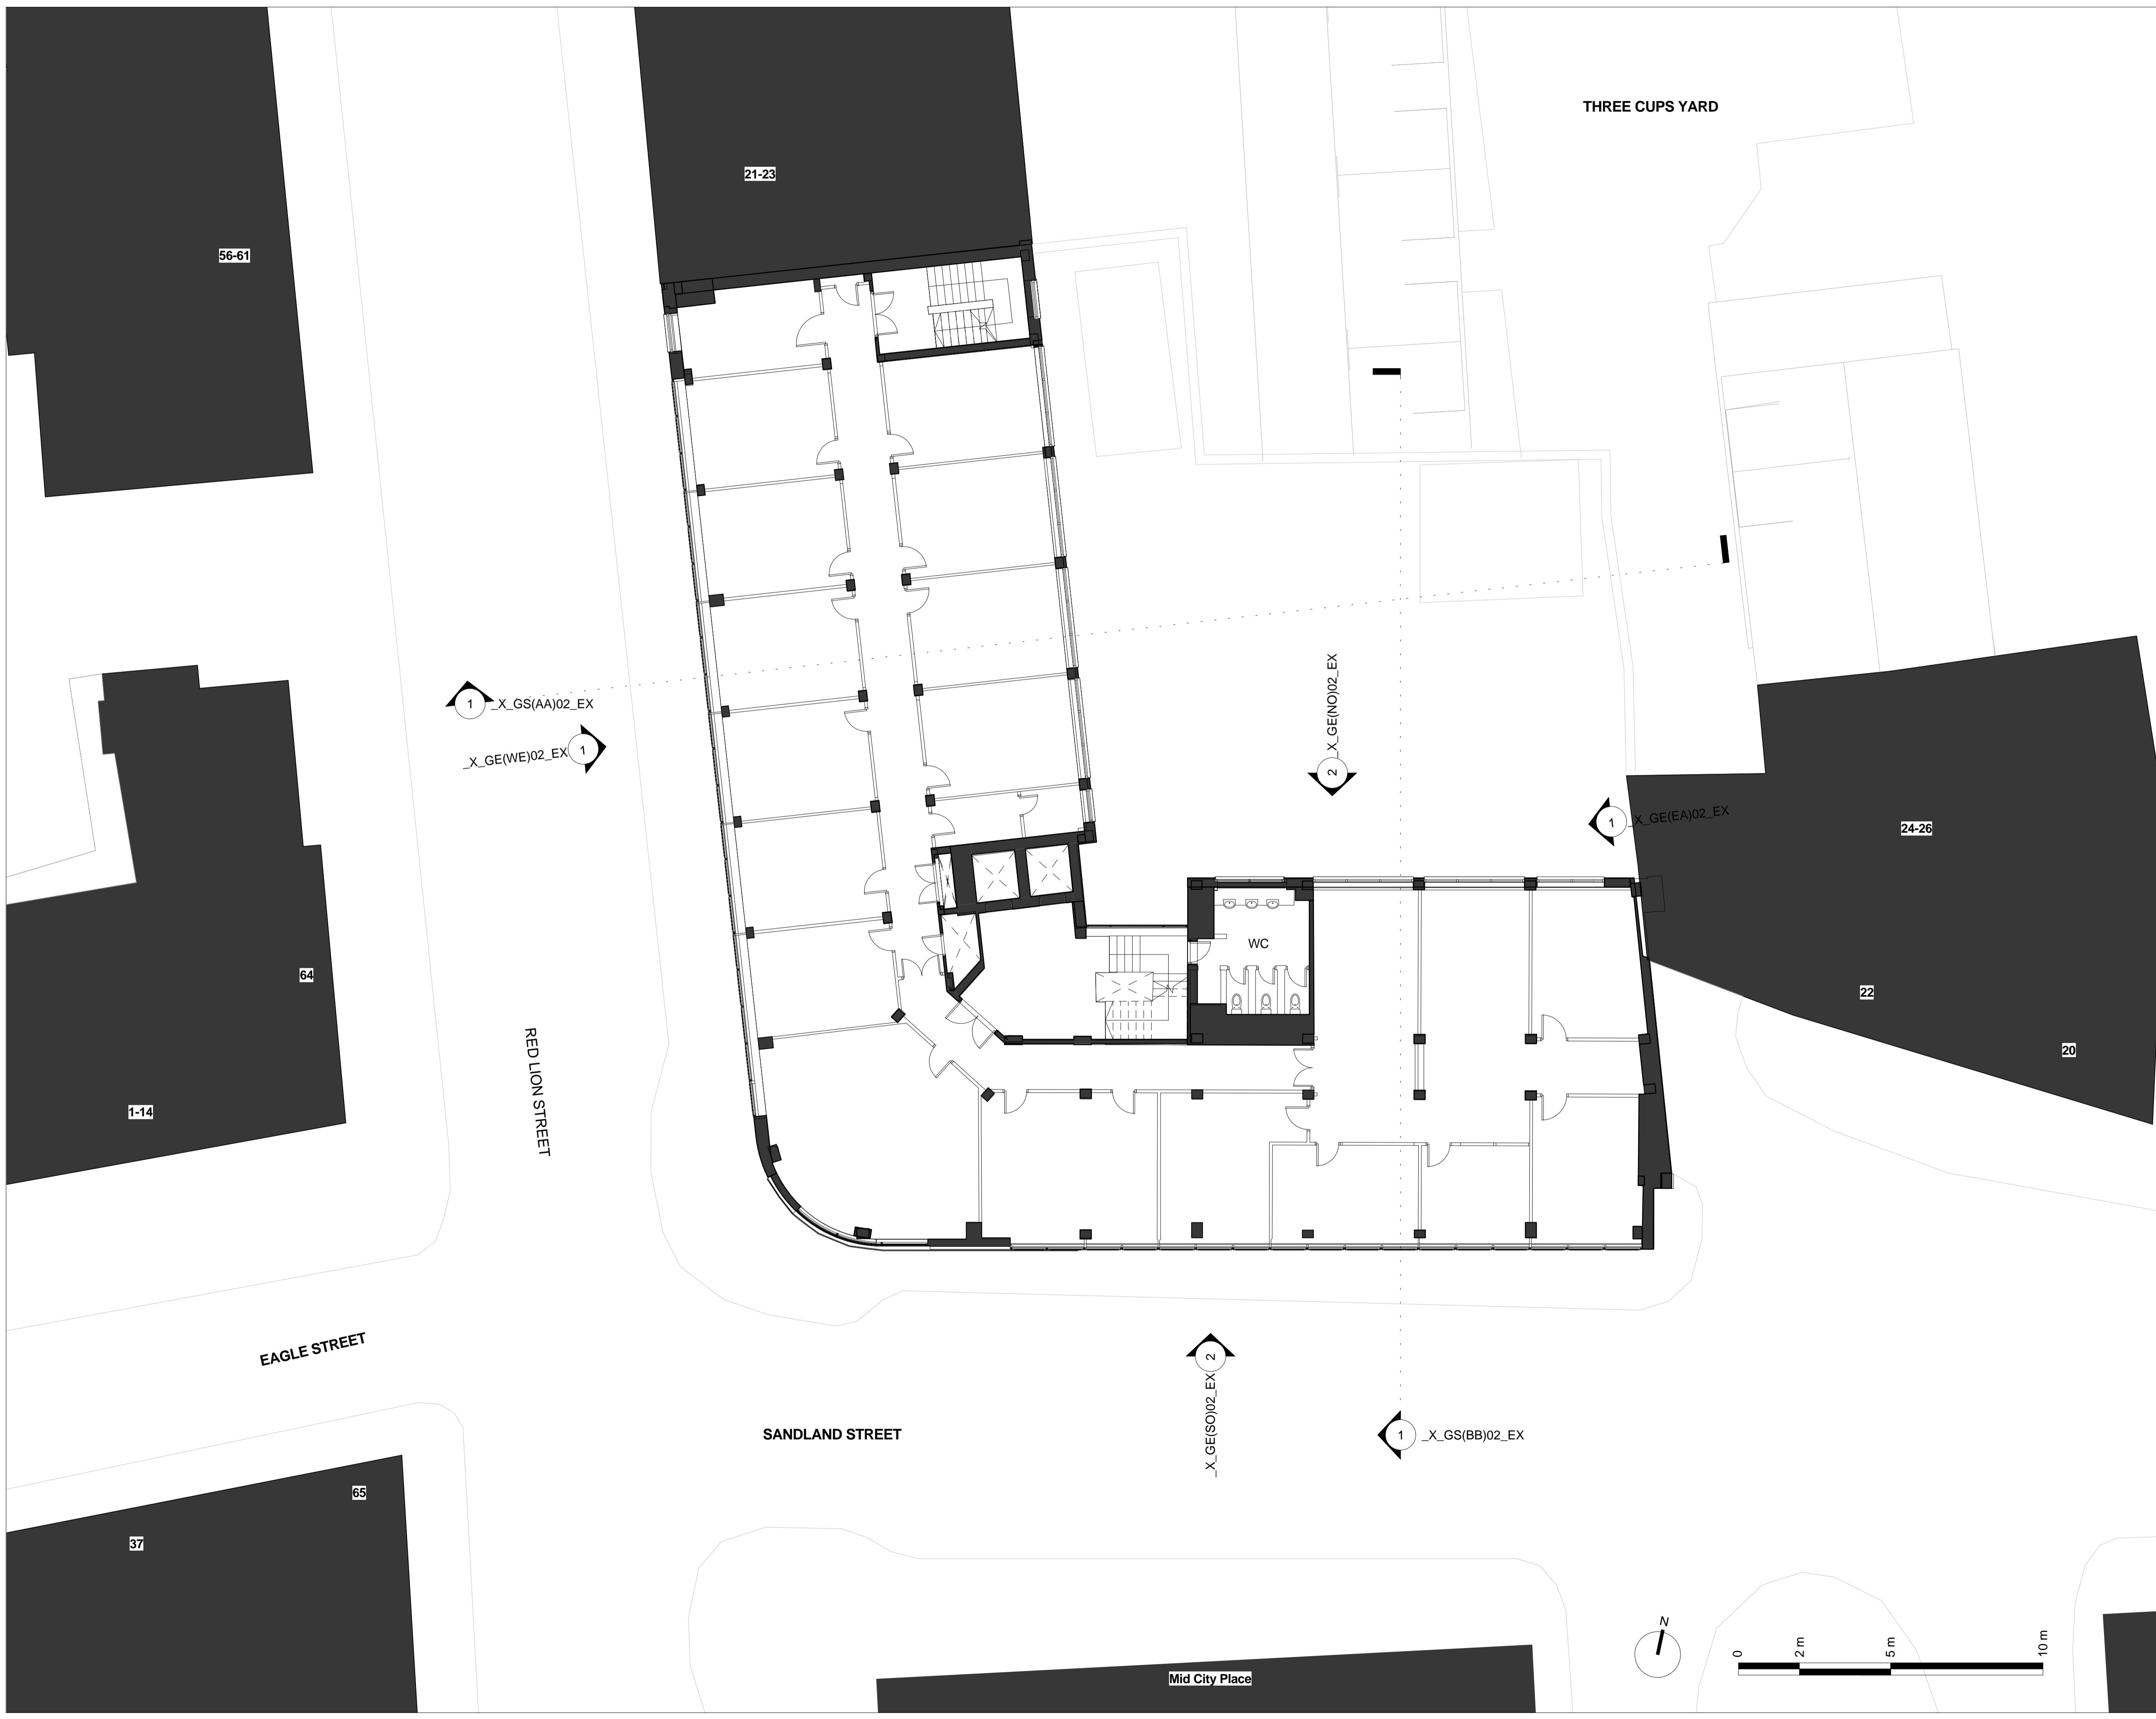 THREE CUPS YARD
21-23
56-61
_X_GE(NO)02_EX
2
1
_X_GS(AA)02_EX
_X_GE(WE)02_EX
1
1
_X_GE(EA)02_EX
24-26
WC
64
22
20
RED LION STREET
1-14
EAGLE STREET
2
_X_GE(SO)02_EX
SANDLAND STREET
1
_X_GS(BB)02_EX
65
37
Mid City Place
N
0
2 m
5 m
10 m